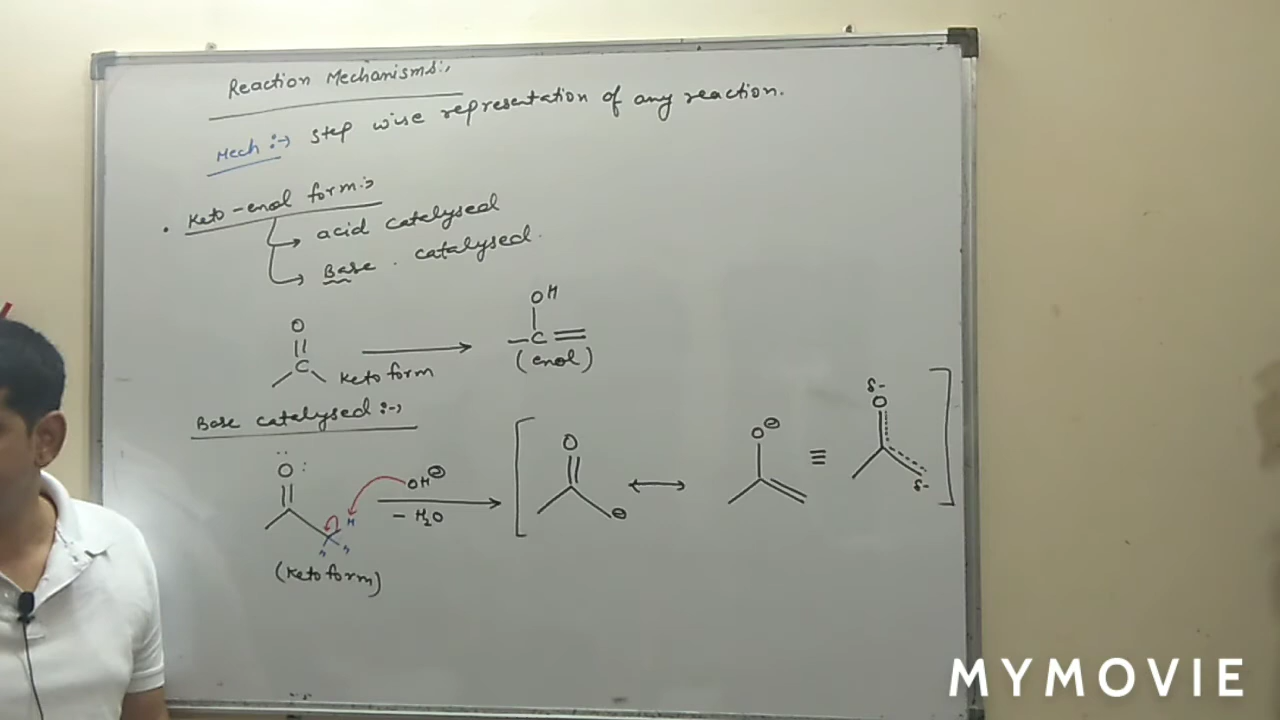 Reaction Mechanisms:-
Mech :→ Step wise representation of any reaction.
• Keto-enol form:→
→ acid catalysed
→ Base catalysed.
O
C
Keto form
OH
-C=
(enol)
Base catalysed :→
O
H
(Keto form)
OH⊖
- H2O
O
⊖
↔
O⊖
≡
δ-
O
δ-
MYMOVIE